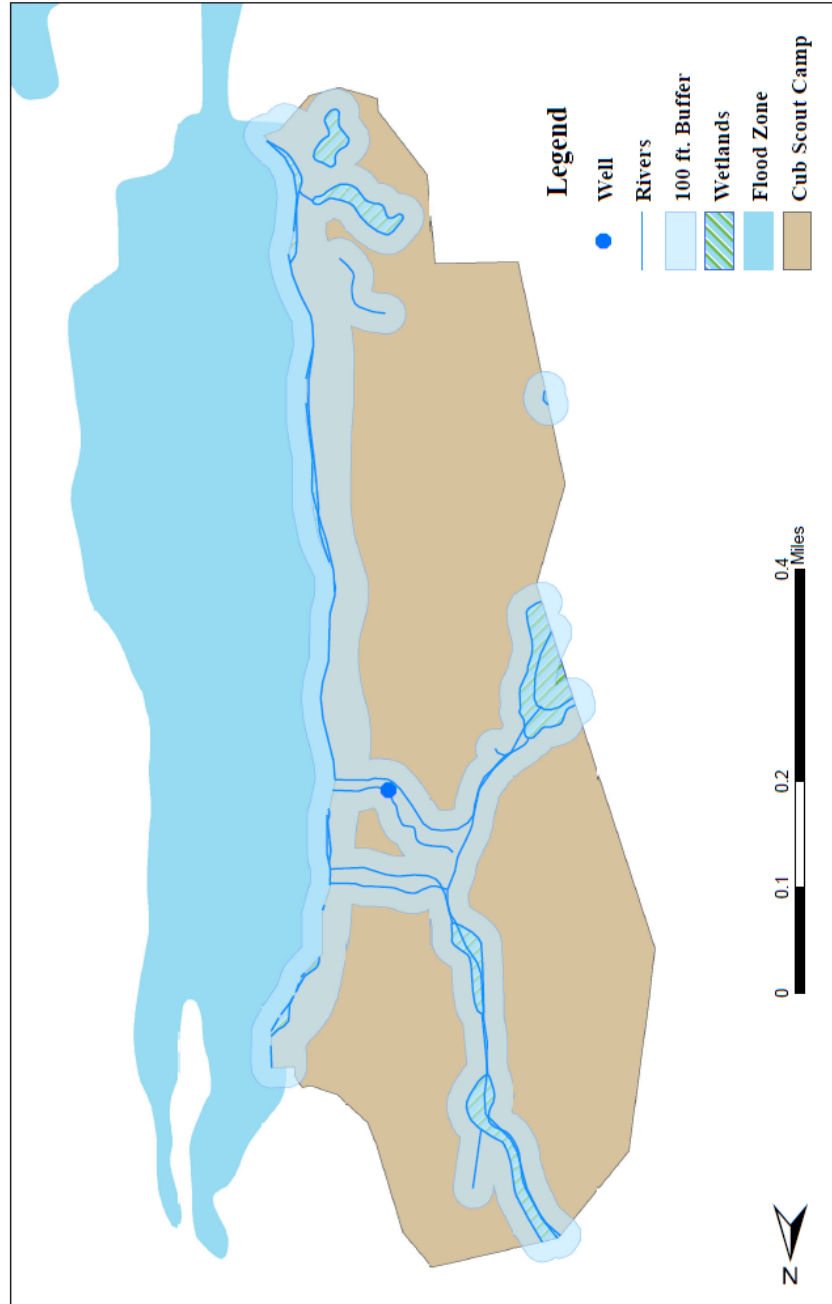 Legend
Well
Rivers
100 ft. Buffer
Wetlands
Flood Zone
Cub Scout Camp
0 0.1 0.2 0.4
Miles
N